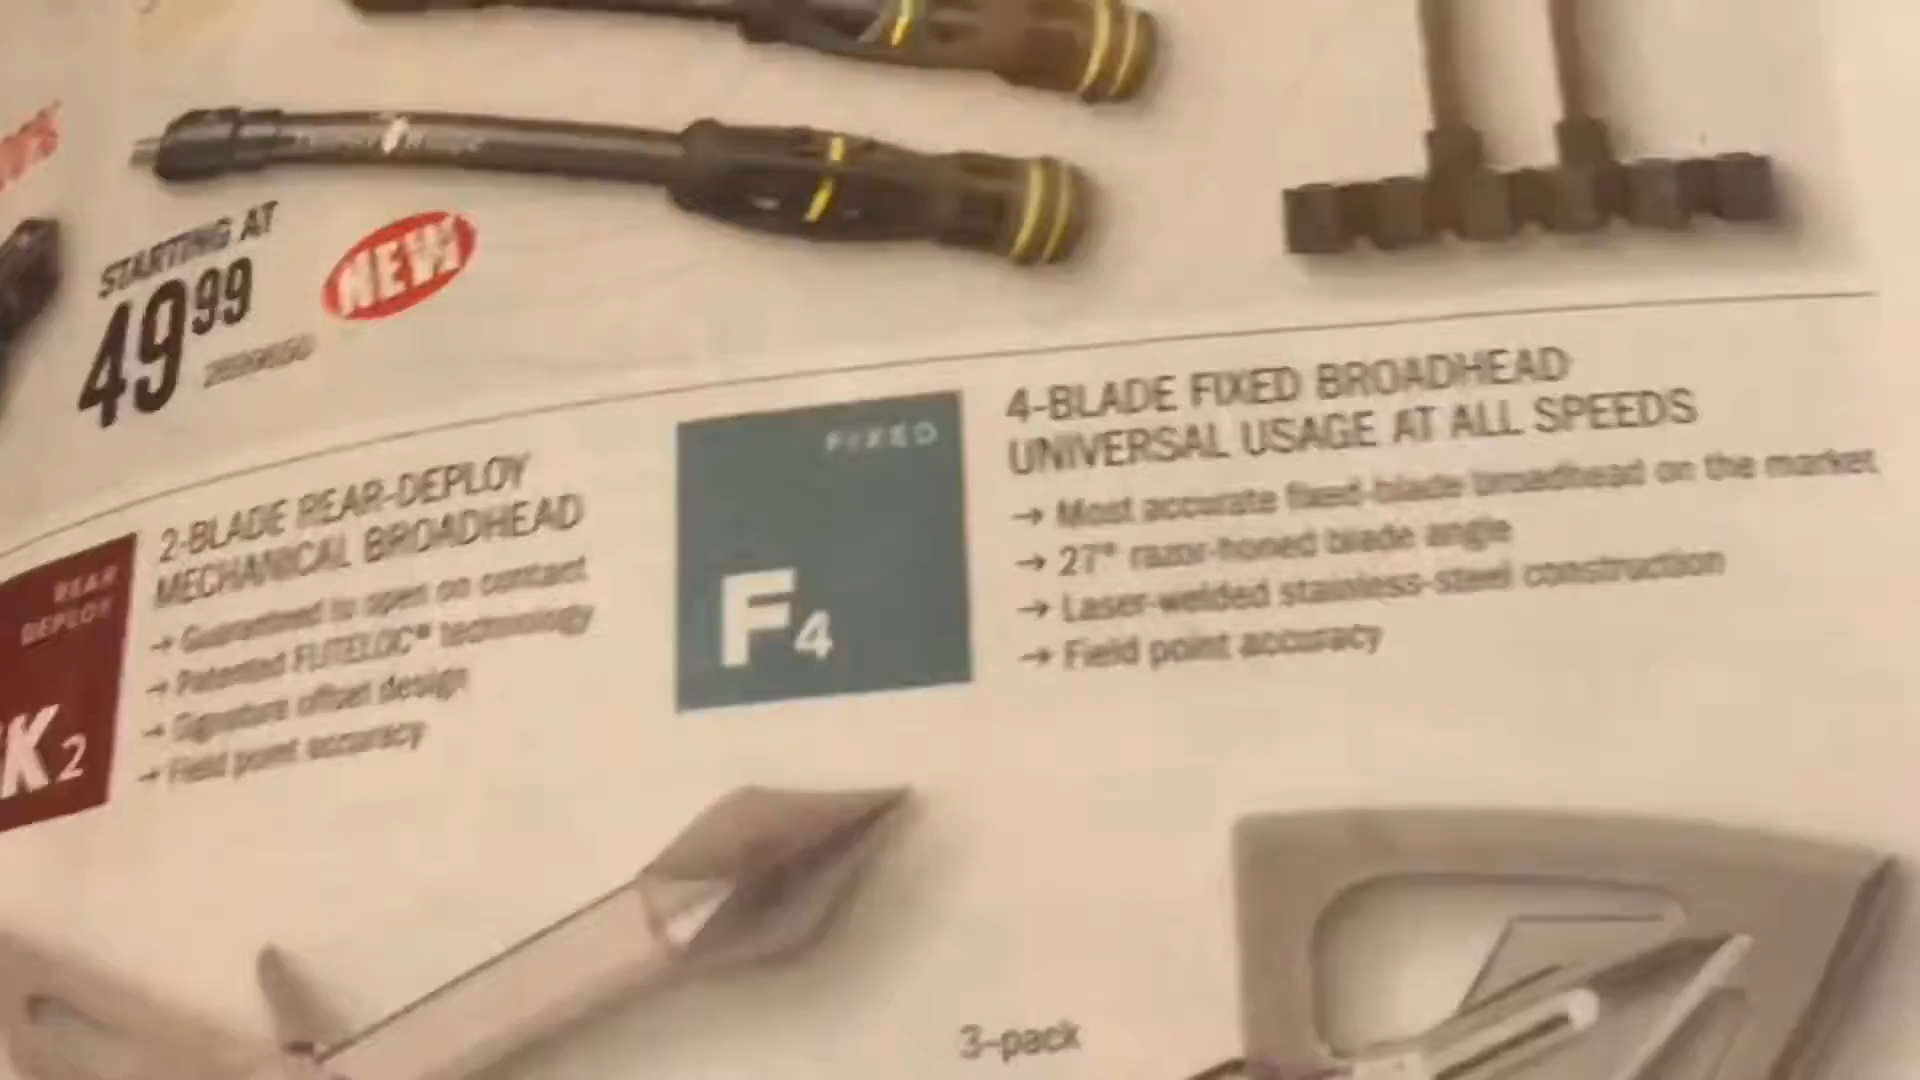 STARTING AT
49 99
NEW
REAR
DEPLOY
K2
2-BLADE REAR-DEPLOY
MECHANICAL BROADHEAD
→ Guaranteed to open on contact
→ Patented FLITELOC® technology
→ Signature offset design
→ Field point accuracy
FIXED
F4
4-BLADE FIXED BROADHEAD
UNIVERSAL USAGE AT ALL SPEEDS
→ Most accurate fixed-blade broadhead on the market
→ 27° razor-honed blade angle
→ Laser-welded stainless-steel construction
→ Field point accuracy
3-pack